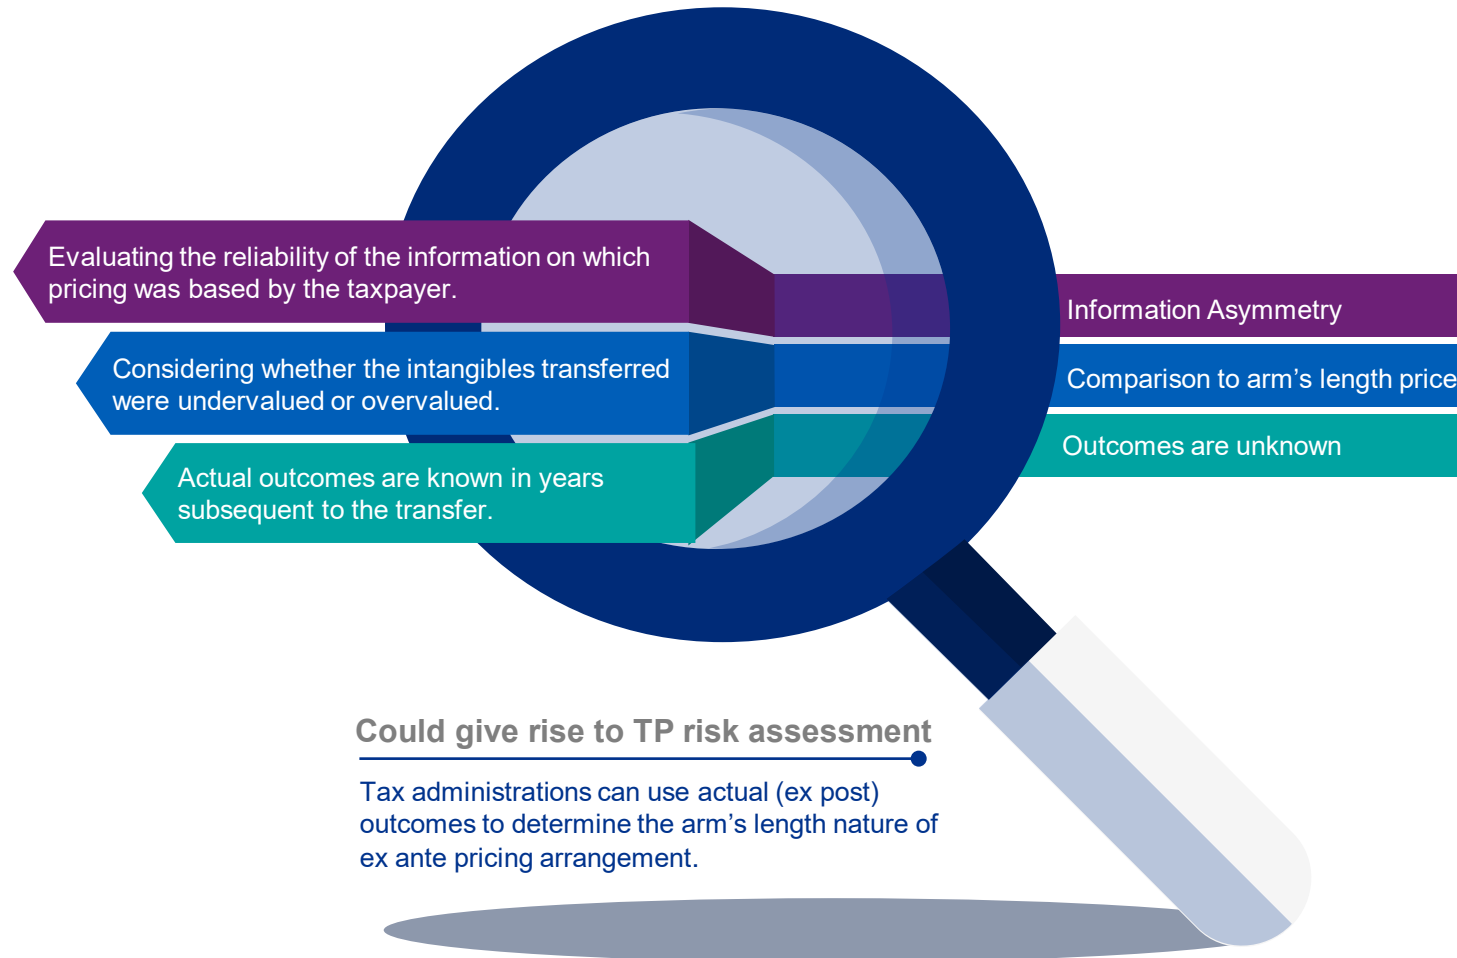 Evaluating the reliability of the information on which
pricing was based by the taxpayer.
Information Asymmetry
Considering whether the intangibles transferred
were undervalued or overvalued.
Comparison to arm's length price
Actual outcomes are known in years
subsequent to the transfer.
Outcomes are unknown
Could give rise to TP risk assessment
Tax administrations can use actual (ex post)
outcomes to determine the arm's length nature of
ex ante pricing arrangement.